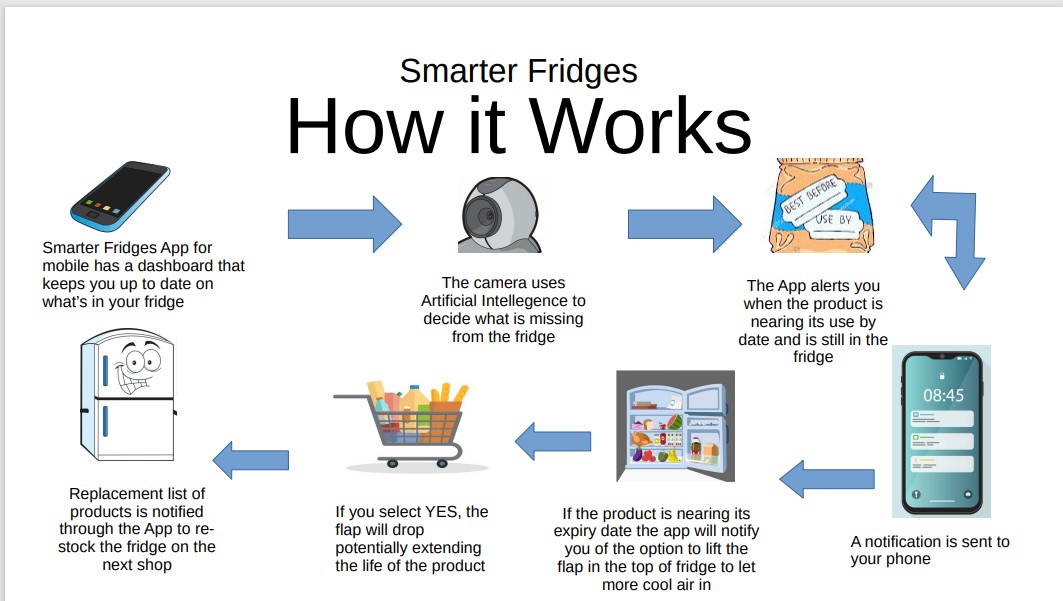 Smarter Fridges
How it Works
Smarter Fridges App for
mobile has a dashboard that
keeps you up to date on
what's in your fridge
The camera uses
Artificial Intellegence to
decide what is missing
from the fridge
BEST BEFORE
USE BY
The App alerts you
when the product is
nearing its use by
date and is still in the
fridge
08:45
A notification is sent to
your phone
If the product is nearing its
expiry date the app will notify
you of the option to lift the
flap in the top of fridge to let
more cool air in
If you select YES, the
flap will drop
potentially extending
the life of the product
Replacement list of
products is notified
through the App to re-
stock the fridge on the
next shop